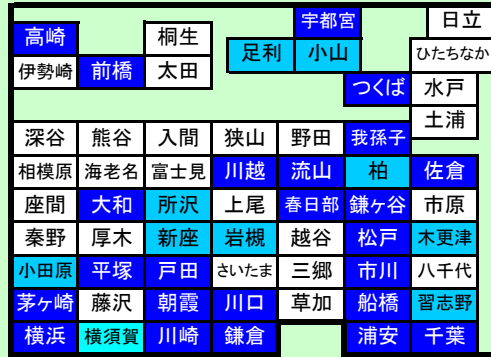 宇都宮 日立
高崎 桐生 足利 小山 ひたちなか
伊勢崎 前橋 太田
つくば 水戸
土浦
深谷 熊谷 入間 狭山 野田 我孫子
相模原 海老名 富士見 川越 流山 柏 佐倉
座間 大和 所沢 上尾 春日部 鎌ヶ谷 市原
秦野 厚木 新座 岩槻 越谷 松戸 木更津
小田原 平塚 戸田 さいたま 三郷 市川 八千代
茅ヶ崎 藤沢 朝霞 川口 草加 船橋 習志野
横浜 横須賀 川崎 鎌倉 浦安 千葉